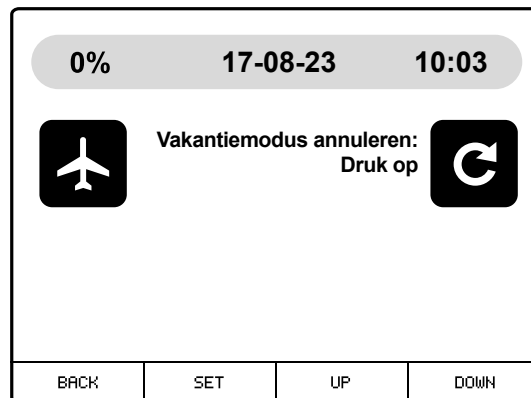 0% 17-08-23 10:03
Vakantiemodus annuleren:
Druk op
BACK SET UP DOWN